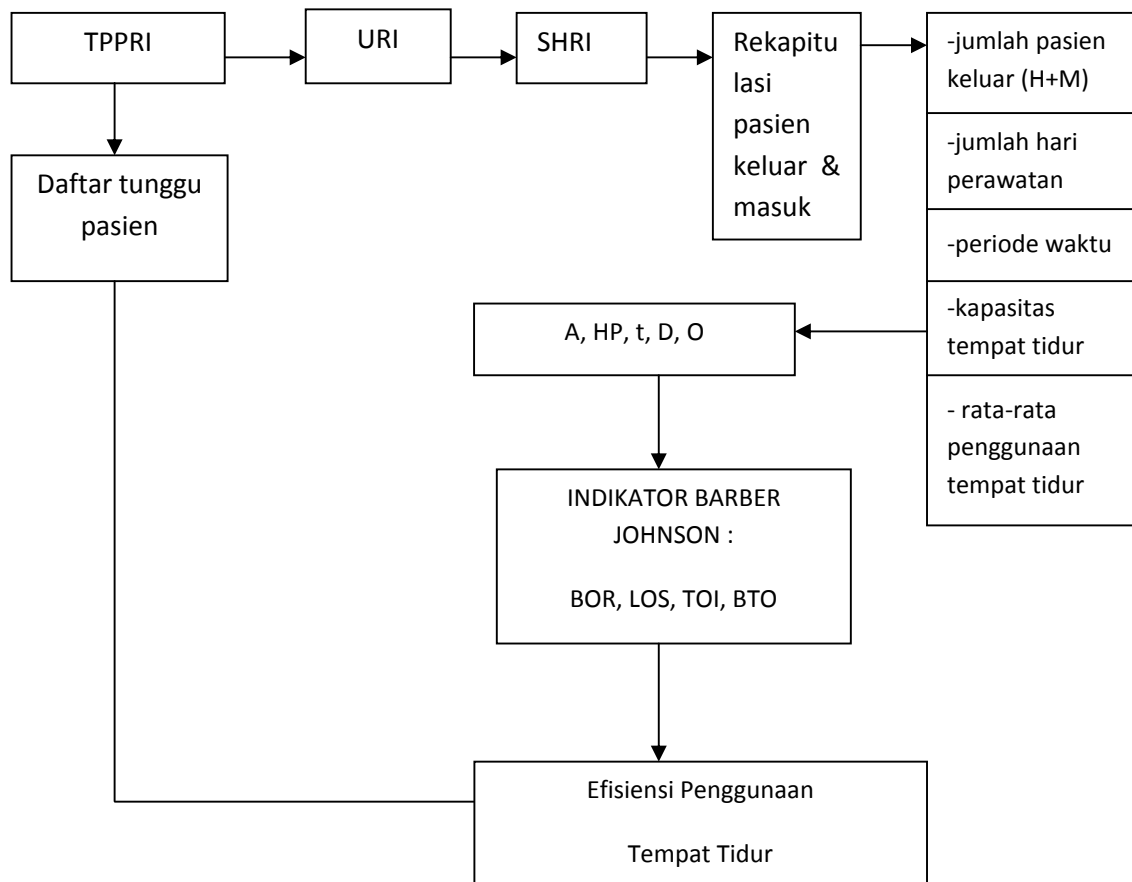 TPPRI
URI
SHRI
Rekapitu
lasi
pasien
keluar &
masuk
-jumlah pasien
keluar (H+M)
-jumlah hari
perawatan
-periode waktu
-kapasitas
tempat tidur
- rata-rata
penggunaan
tempat tidur
Daftar tunggu
pasien
A, HP, t, D, O
INDIKATOR BARBER
JOHNSON :
BOR, LOS, TOI, BTO
Efisiensi Penggunaan
Tempat Tidur